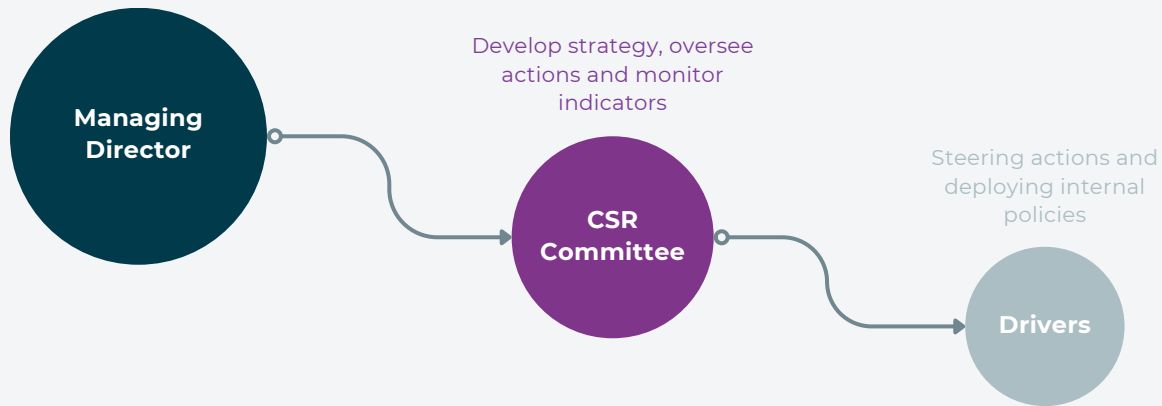 Managing
Director
Develop strategy, oversee
actions and monitor
indicators
CSR
Committee
Steering actions and
deploying internal
policies
Drivers